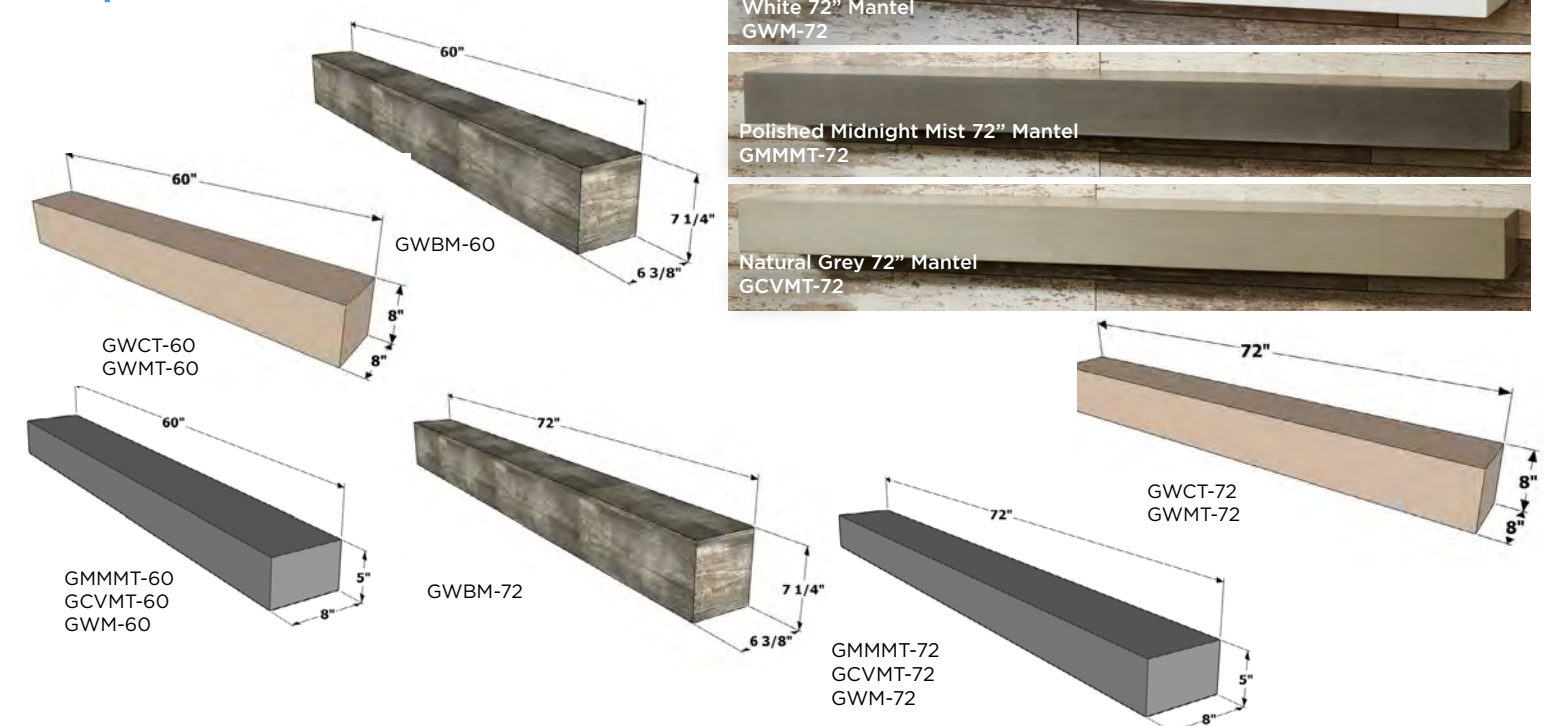 White 72” Mantel
GWM-72
Polished Midnight Mist 72” Mantel
GMMMT-72
Natural Grey 72” Mantel
GCVMT-72
60"
7 1/4"
6 3/8"
GWBM-60
60"
8"
8"
GWCT-60
GWMT-60
60"
5"
8"
GMMMT-60
GCVMT-60
GWM-60
72"
7 1/4"
6 3/8"
GWBM-72
72"
8"
8"
GWCT-72
GWMT-72
72"
5"
8"
GMMMT-72
GCVMT-72
GWM-72